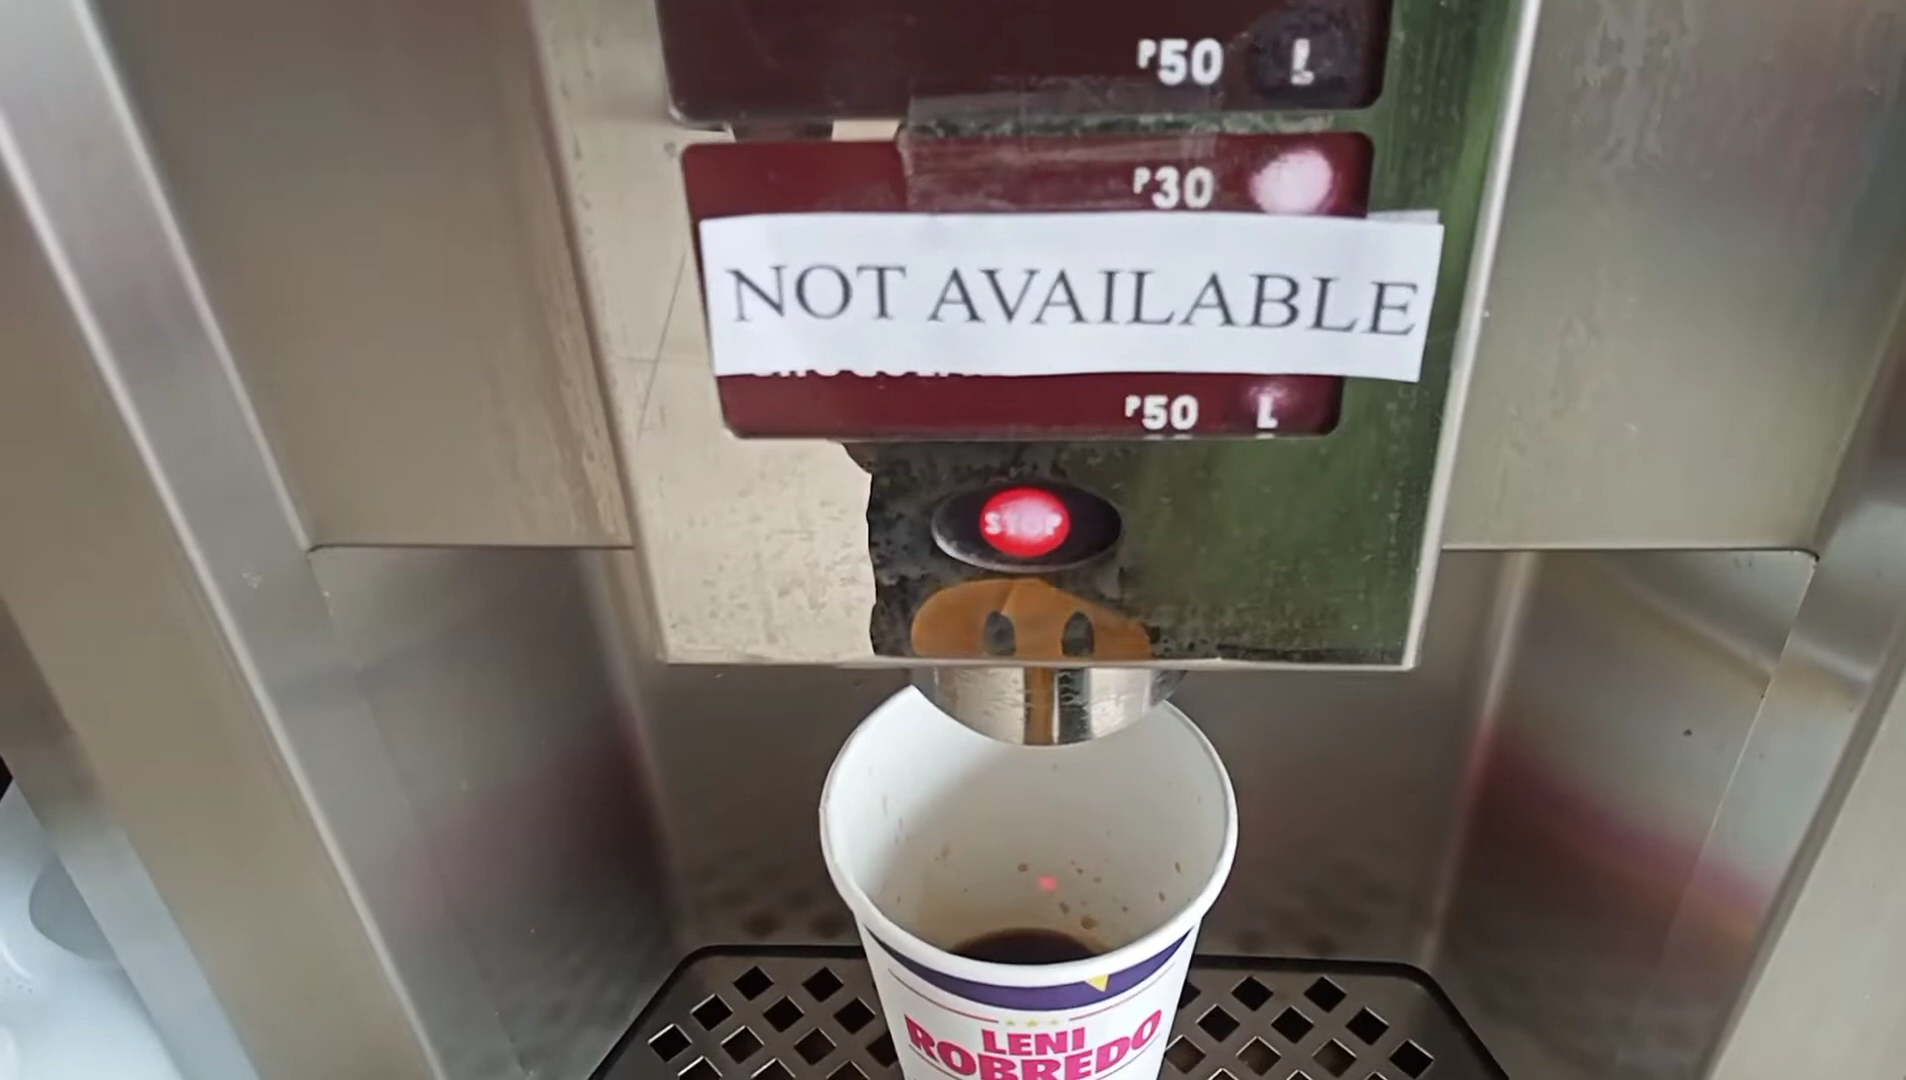 ₱50 L
₱30
NOT AVAILABLE
₱50 L
STOP
LENI
ROBREDO